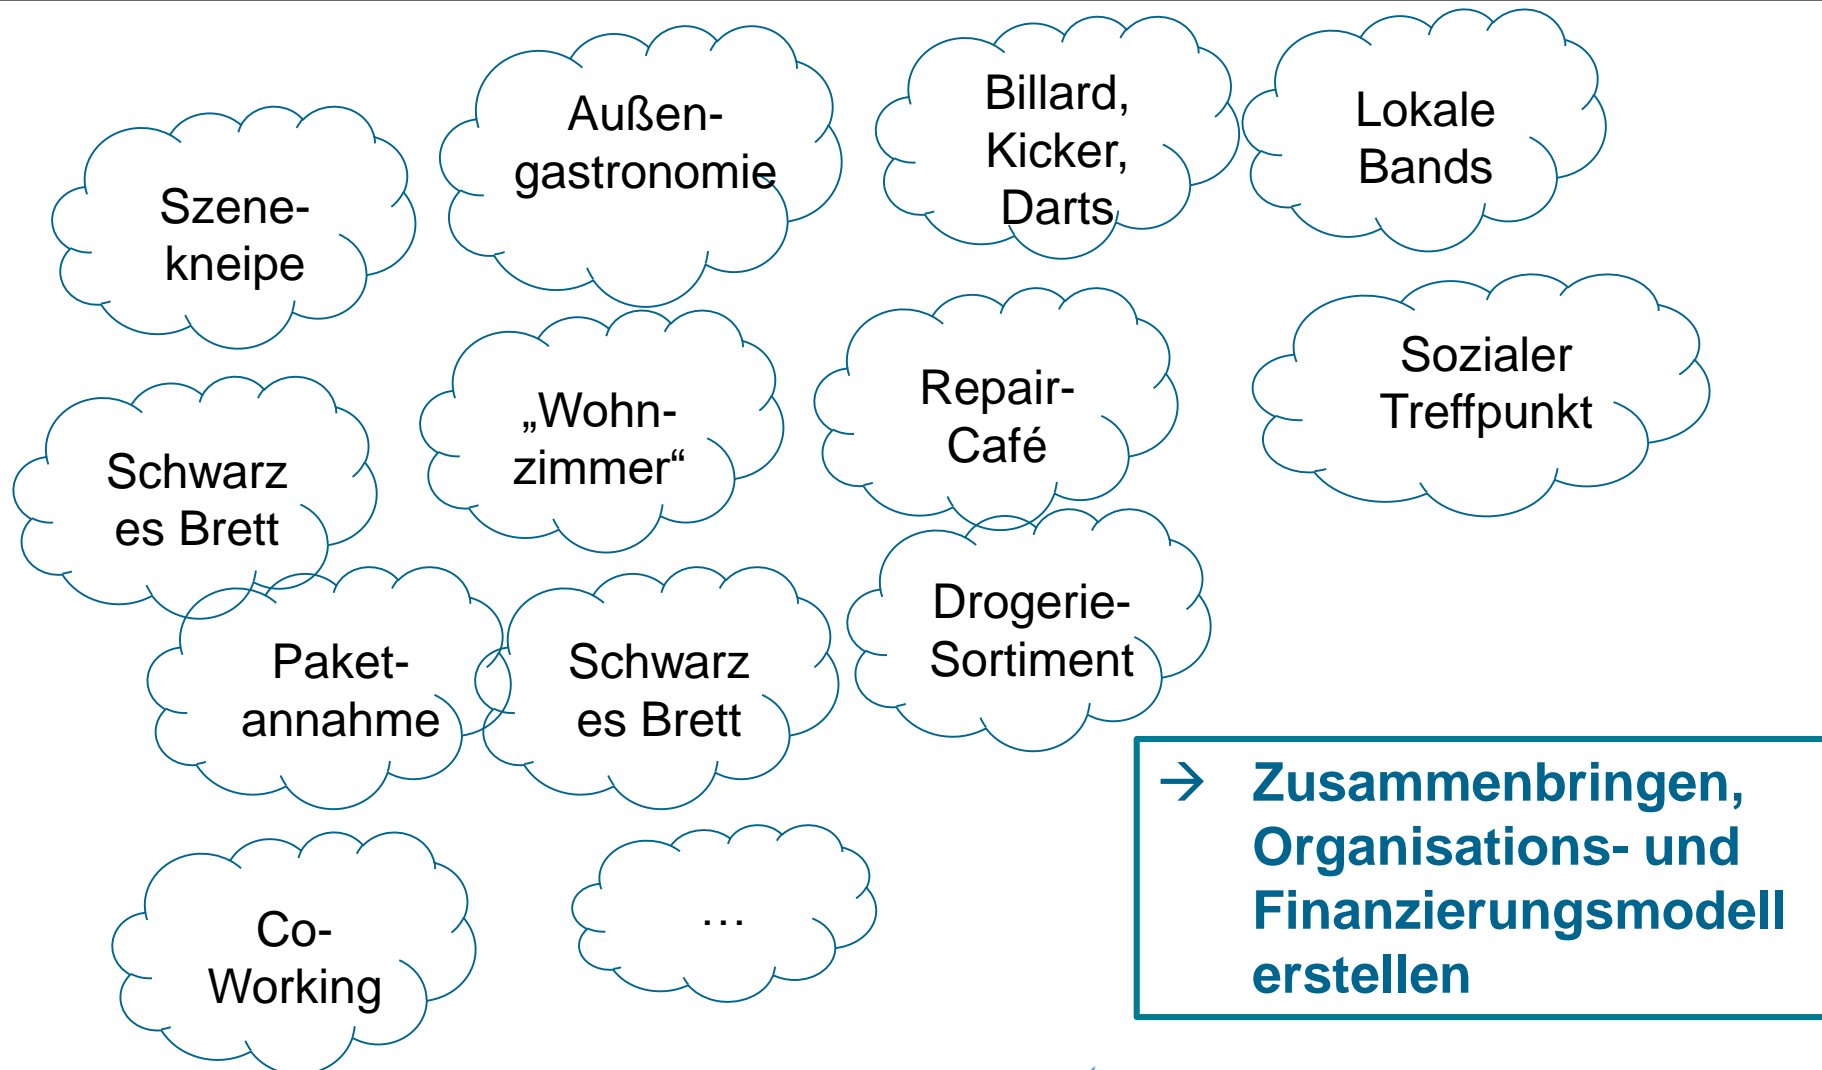 Szene-
kneipe
Außen-
gastronomie
Billard,
Kicker,
Darts
Lokale
Bands
Schwarz
es Brett
„Wohn-
zimmer“
Repair-
Café
Sozialer
Treffpunkt
Paket-
annahme
Schwarz
es Brett
Drogerie-
Sortiment
Co-
Working
…
→ Zusammenbringen,
Organisations- und
Finanzierungsmodell
erstellen